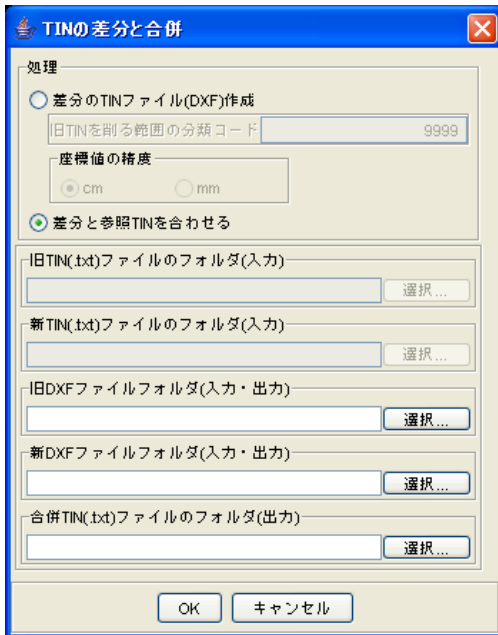 TINの差分と合併
処理
差分のTINファイル(DXF)作成
旧TINを削る範囲の分類コード 9999
座標値の精度
cm mm
差分と参照TINを合わせる
旧TIN(.txt)ファイルのフォルダ(入力)
選択...
新TIN(.txt)ファイルのフォルダ(入力)
選択...
旧DXFファイルフォルダ(入力・出力)
選択...
新DXFファイルフォルダ(入力・出力)
選択...
合併TIN(.txt)ファイルのフォルダ(出力)
選択...
OK キャンセル